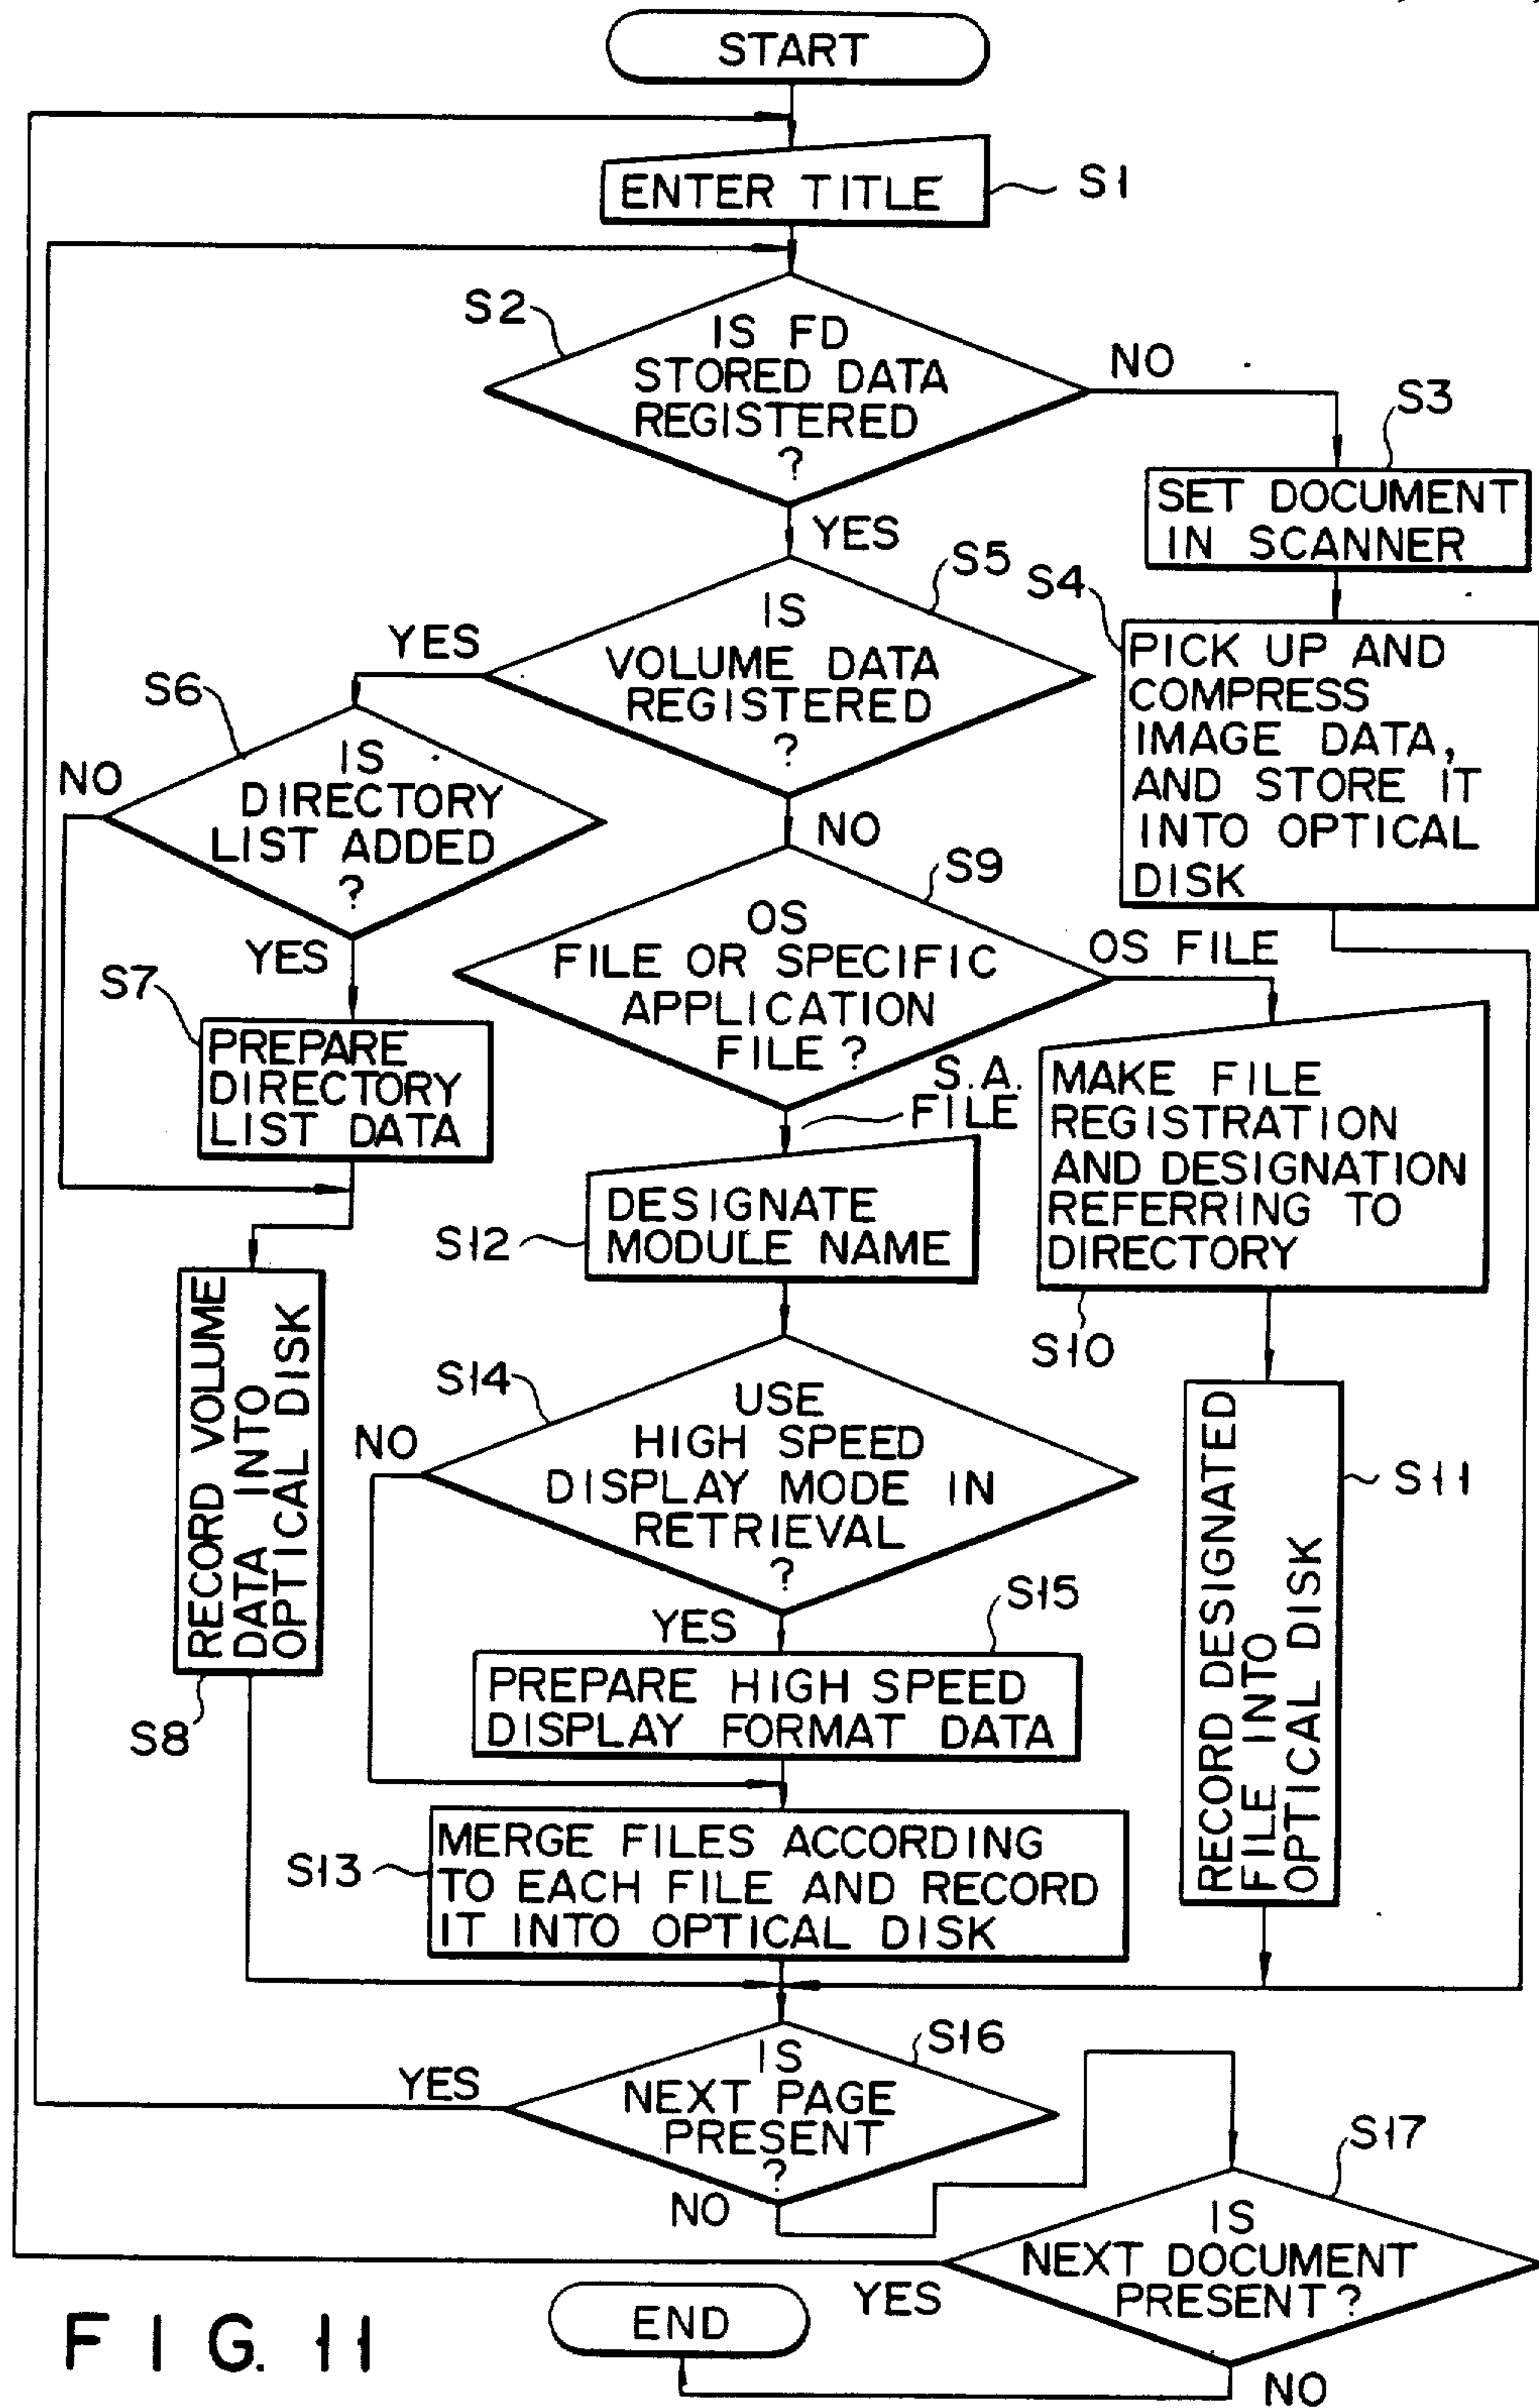 START
ENTER TITLE
S1
S2
IS FD
STORED DATA
REGISTERED
?
NO
S3
SET DOCUMENT
IN SCANNER
YES
S5
S4
IS
VOLUME DATA
REGISTERED
?
YES
PICK UP AND
COMPRESS
IMAGE DATA,
AND STORE IT
INTO OPTICAL
DISK
S6
NO
IS
DIRECTORY
LIST ADDED
?
NO
S9
OS
FILE OR SPECIFIC
APPLICATION
FILE?
OS FILE
YES
S7
PREPARE
DIRECTORY
LIST DATA
S.A.
FILE
MAKE FILE
REGISTRATION
AND DESIGNATION
REFERRING TO
DIRECTORY
S12
DESIGNATE
MODULE NAME
S10
RECORD VOLUME
DATA INTO
OPTICAL DISK
S8
S14
NO
USE
HIGH SPEED
DISPLAY MODE IN
RETRIEVAL
?
RECORD DESIGNATED
FILE INTO
OPTICAL DISK
S11
YES
S15
PREPARE HIGH SPEED
DISPLAY FORMAT DATA
S13
MERGE FILES ACCORDING
TO EACH FILE AND RECORD
IT INTO OPTICAL DISK
S16
YES
IS
NEXT PAGE
PRESENT
?
NO
S17
IS
NEXT DOCUMENT
PRESENT?
YES
END
NO
FIG. 11